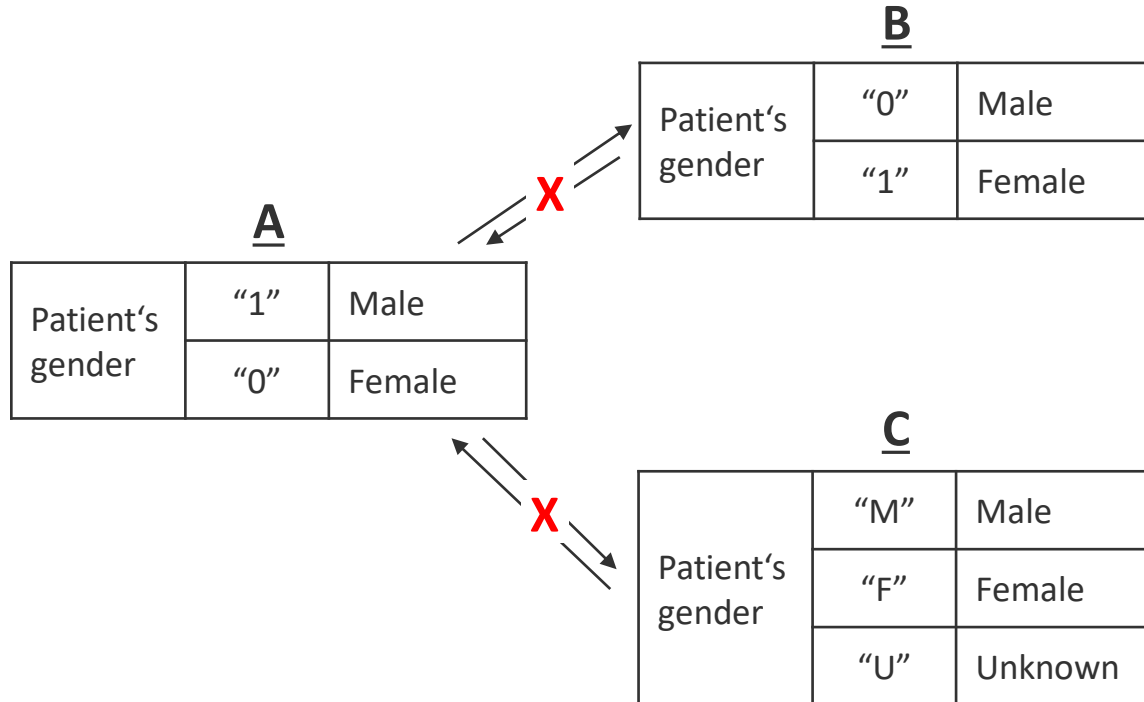 B
Patient‘s
gender
“0”
Male
“1”
Female
X
A
Patient‘s
gender
“1”
Male
“0”
Female
X
C
Patient‘s
gender
“M”
Male
“F”
Female
“U”
Unknown